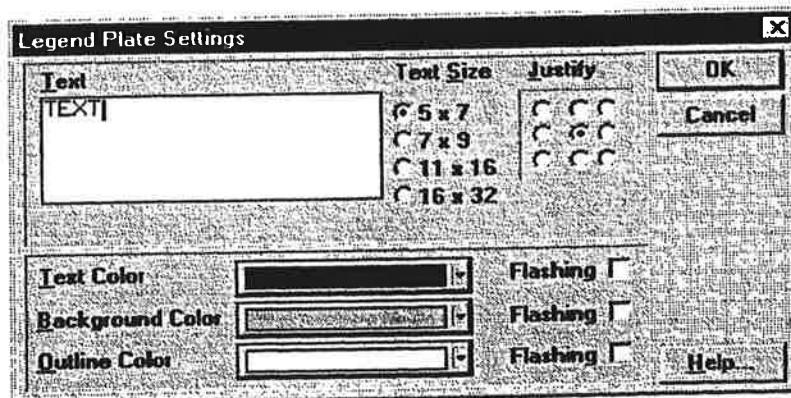 Legend Plate Settings
Text
TEXT
Text Size
5 x 7
7 x 9
11 x 16
16 x 32
Justify
OK
Cancel
Text Color
Flashing
Background Color
Flashing
Outline Color
Flashing
Help...